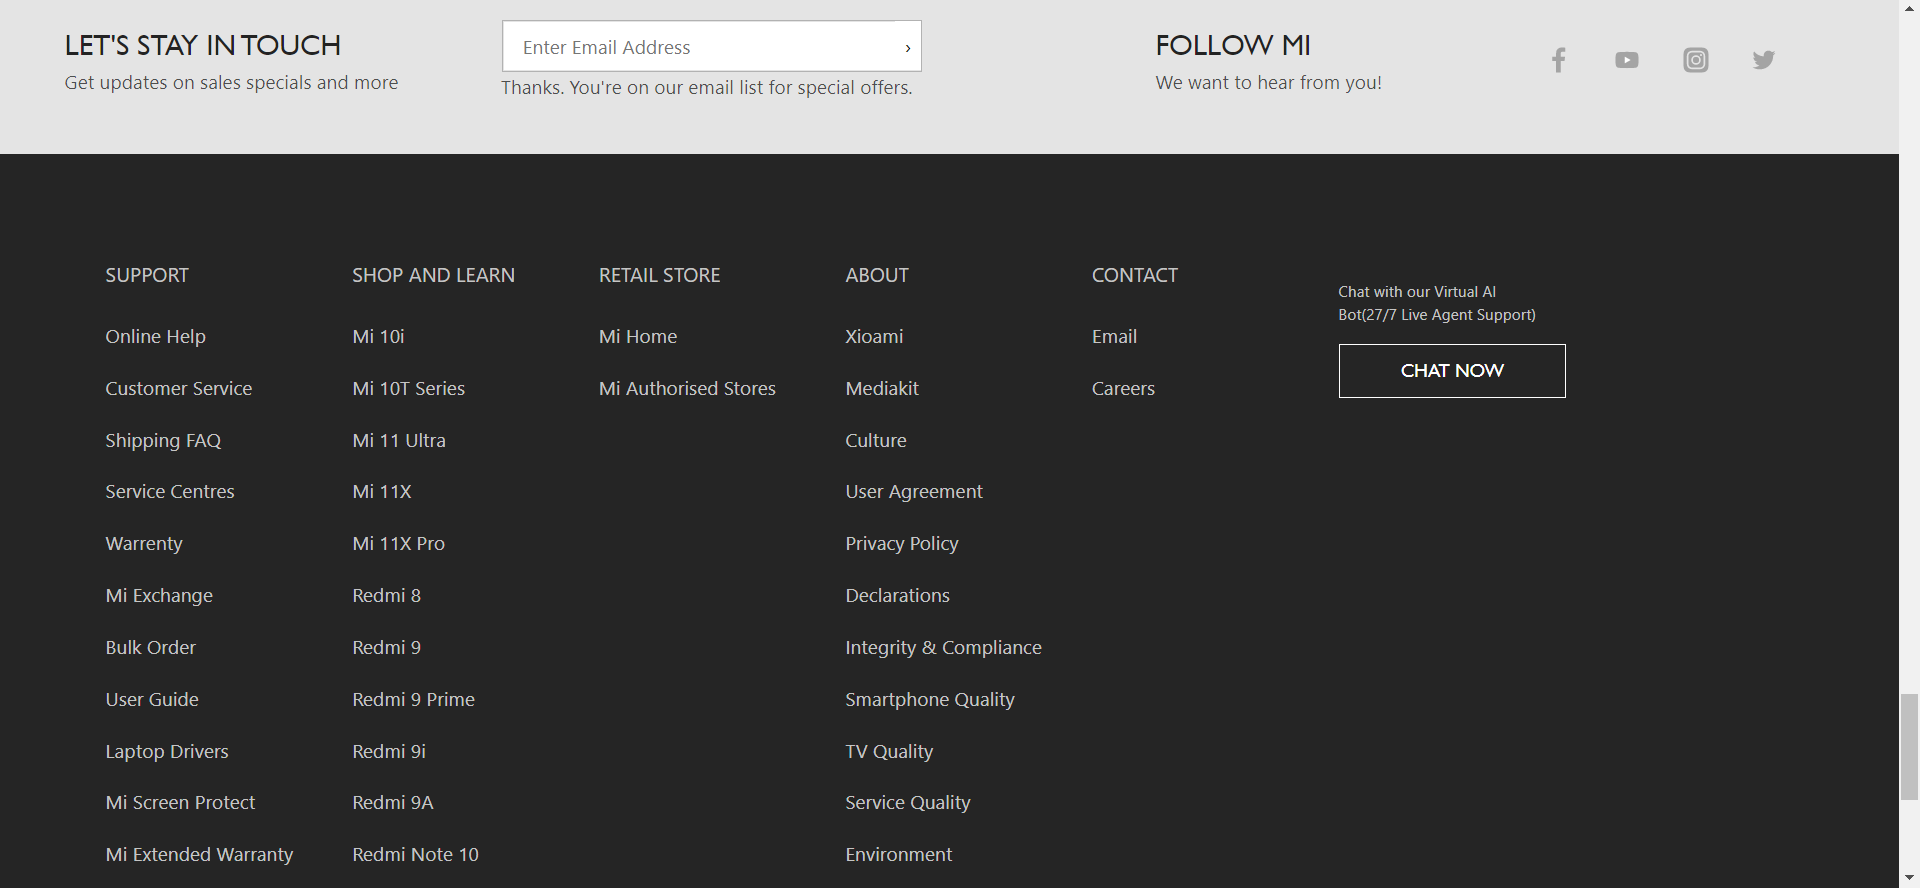 LET'S STAY IN TOUCH
Get updates on sales specials and more
Enter Email Address
Thanks. You're on our email list for special offers.
FOLLOW MI
We want to hear from you!
SUPPORT
Online Help
Customer Service
Shipping FAQ
Service Centres
Warrenty
Mi Exchange
Bulk Order
User Guide
Laptop Drivers
Mi Screen Protect
Mi Extended Warranty
SHOP AND LEARN
Mi 10i
Mi 10T Series
Mi 11 Ultra
Mi 11X
Mi 11X Pro
Redmi 8
Redmi 9
Redmi 9 Prime
Redmi 9i
Redmi 9A
Redmi Note 10
RETAIL STORE
Mi Home
Mi Authorised Stores
ABOUT
Xioami
Mediakit
Culture
User Agreement
Privacy Policy
Declarations
Integrity & Compliance
Smartphone Quality
TV Quality
Service Quality
Environment
CONTACT
Email
Careers
Chat with our Virtual AI
Bot(27/7 Live Agent Support)
CHAT NOW